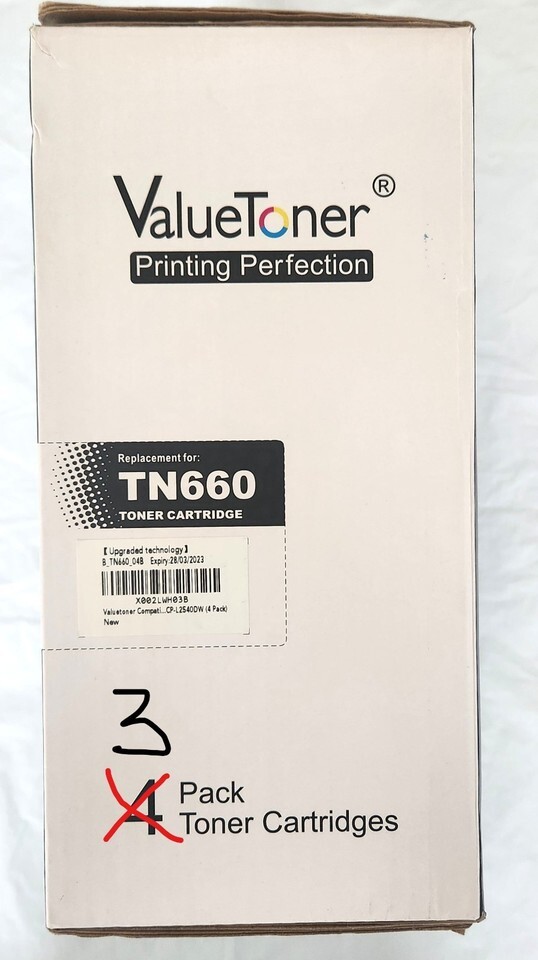 ValueToner®
Printing Perfection
Replacement for:
TN660
TONER CARTRIDGE
【Upgraded technology】
B_TN660_04B Expiry:28/03/2023
X002LWH03B
Valuetoner Compati...CP-L2540DW (4 Pack)
New
3
4 Pack
Toner Cartridges